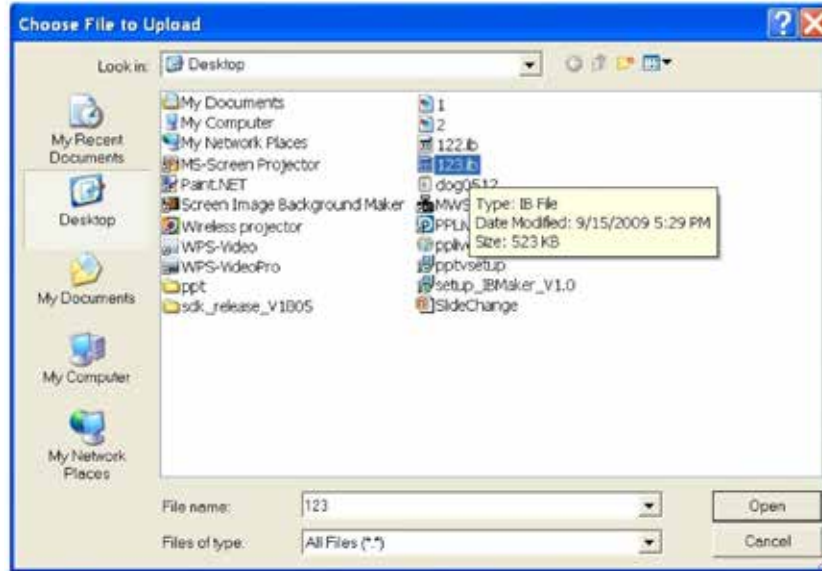 Choose File to Upload
Look in:
Desktop
My Recent
Documents
Desktop
My Documents
My Computer
My Network
Places
My Documents
My Computer
My Network Places
MS-Screen Projector
Paint.NET
Screen Image Background Maker
Wireless projector
WPS-Video
WPS-VideoPro
ppt
sdk_release_V1805
1
2
122.ib
123.ib
dog0512
MWS
pptvsetup
setup_IBMaker_V1.0
SlideChange
Type: IB File
Date Modified: 9/15/2009 5:29 PM
Size: 523 KB
File name:
123
Open
Files of type:
All Files (*.*)
Cancel